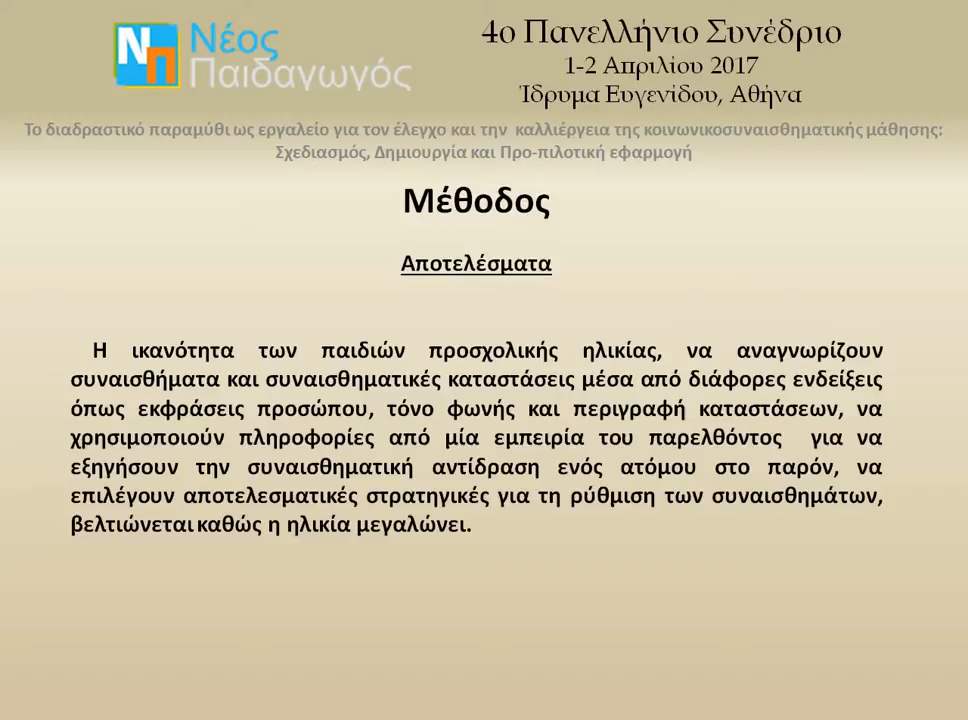 Νέος
Παιδαγωγός
ΝΠ
4ο Πανελλήνιο Συνέδριο
1-2 Απριλίου 2017
Ίδρυμα Ευγενίδου, Αθήνα
Το διαδραστικό παραμύθι ως εργαλείο για τον έλεγχο και την καλλιέργεια της κοινωνικοσυναισθηματικής μάθησης:
Σχεδιασμός, Δημιουργία και Προ-πιλοτική εφαρμογή
Μέθοδος
Αποτελέσματα
Η ικανότητα των παιδιών προσχολικής ηλικίας, να αναγνωρίζουν
συναισθήματα και συναισθηματικές καταστάσεις μέσα από διάφορες ενδείξεις
όπως εκφράσεις προσώπου, τόνο φωνής και περιγραφή καταστάσεων, να
χρησιμοποιούν πληροφορίες από μία εμπειρία του παρελθόντος για να
εξηγήσουν την συναισθηματική αντίδραση ενός ατόμου στο παρόν, να
επιλέγουν αποτελεσματικές στρατηγικές για τη ρύθμιση των συναισθημάτων,
βελτιώνεται καθώς η ηλικία μεγαλώνει.